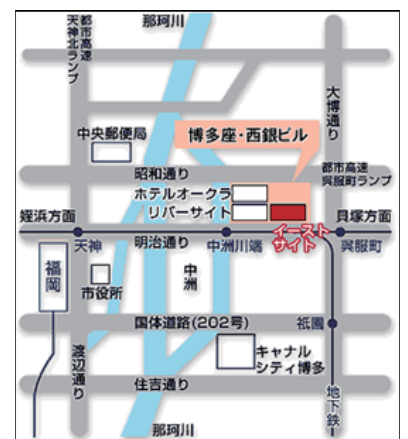 那珂川
都市高速
天神北ランプ
大博通り
中央郵便局
博多座・西銀ビル
昭和通り
都市高速
呉服町ランプ
ホテルオークラ
リバーサイト
姪浜方面
イースト
サイト
貝塚方面
天神
明治通り
中洲川端
呉服町
福岡
市役所
中洲
国体道路(202号)
祇園
渡辺通り
キャナル
シティ博多
住吉通り
地下鉄
那珂川